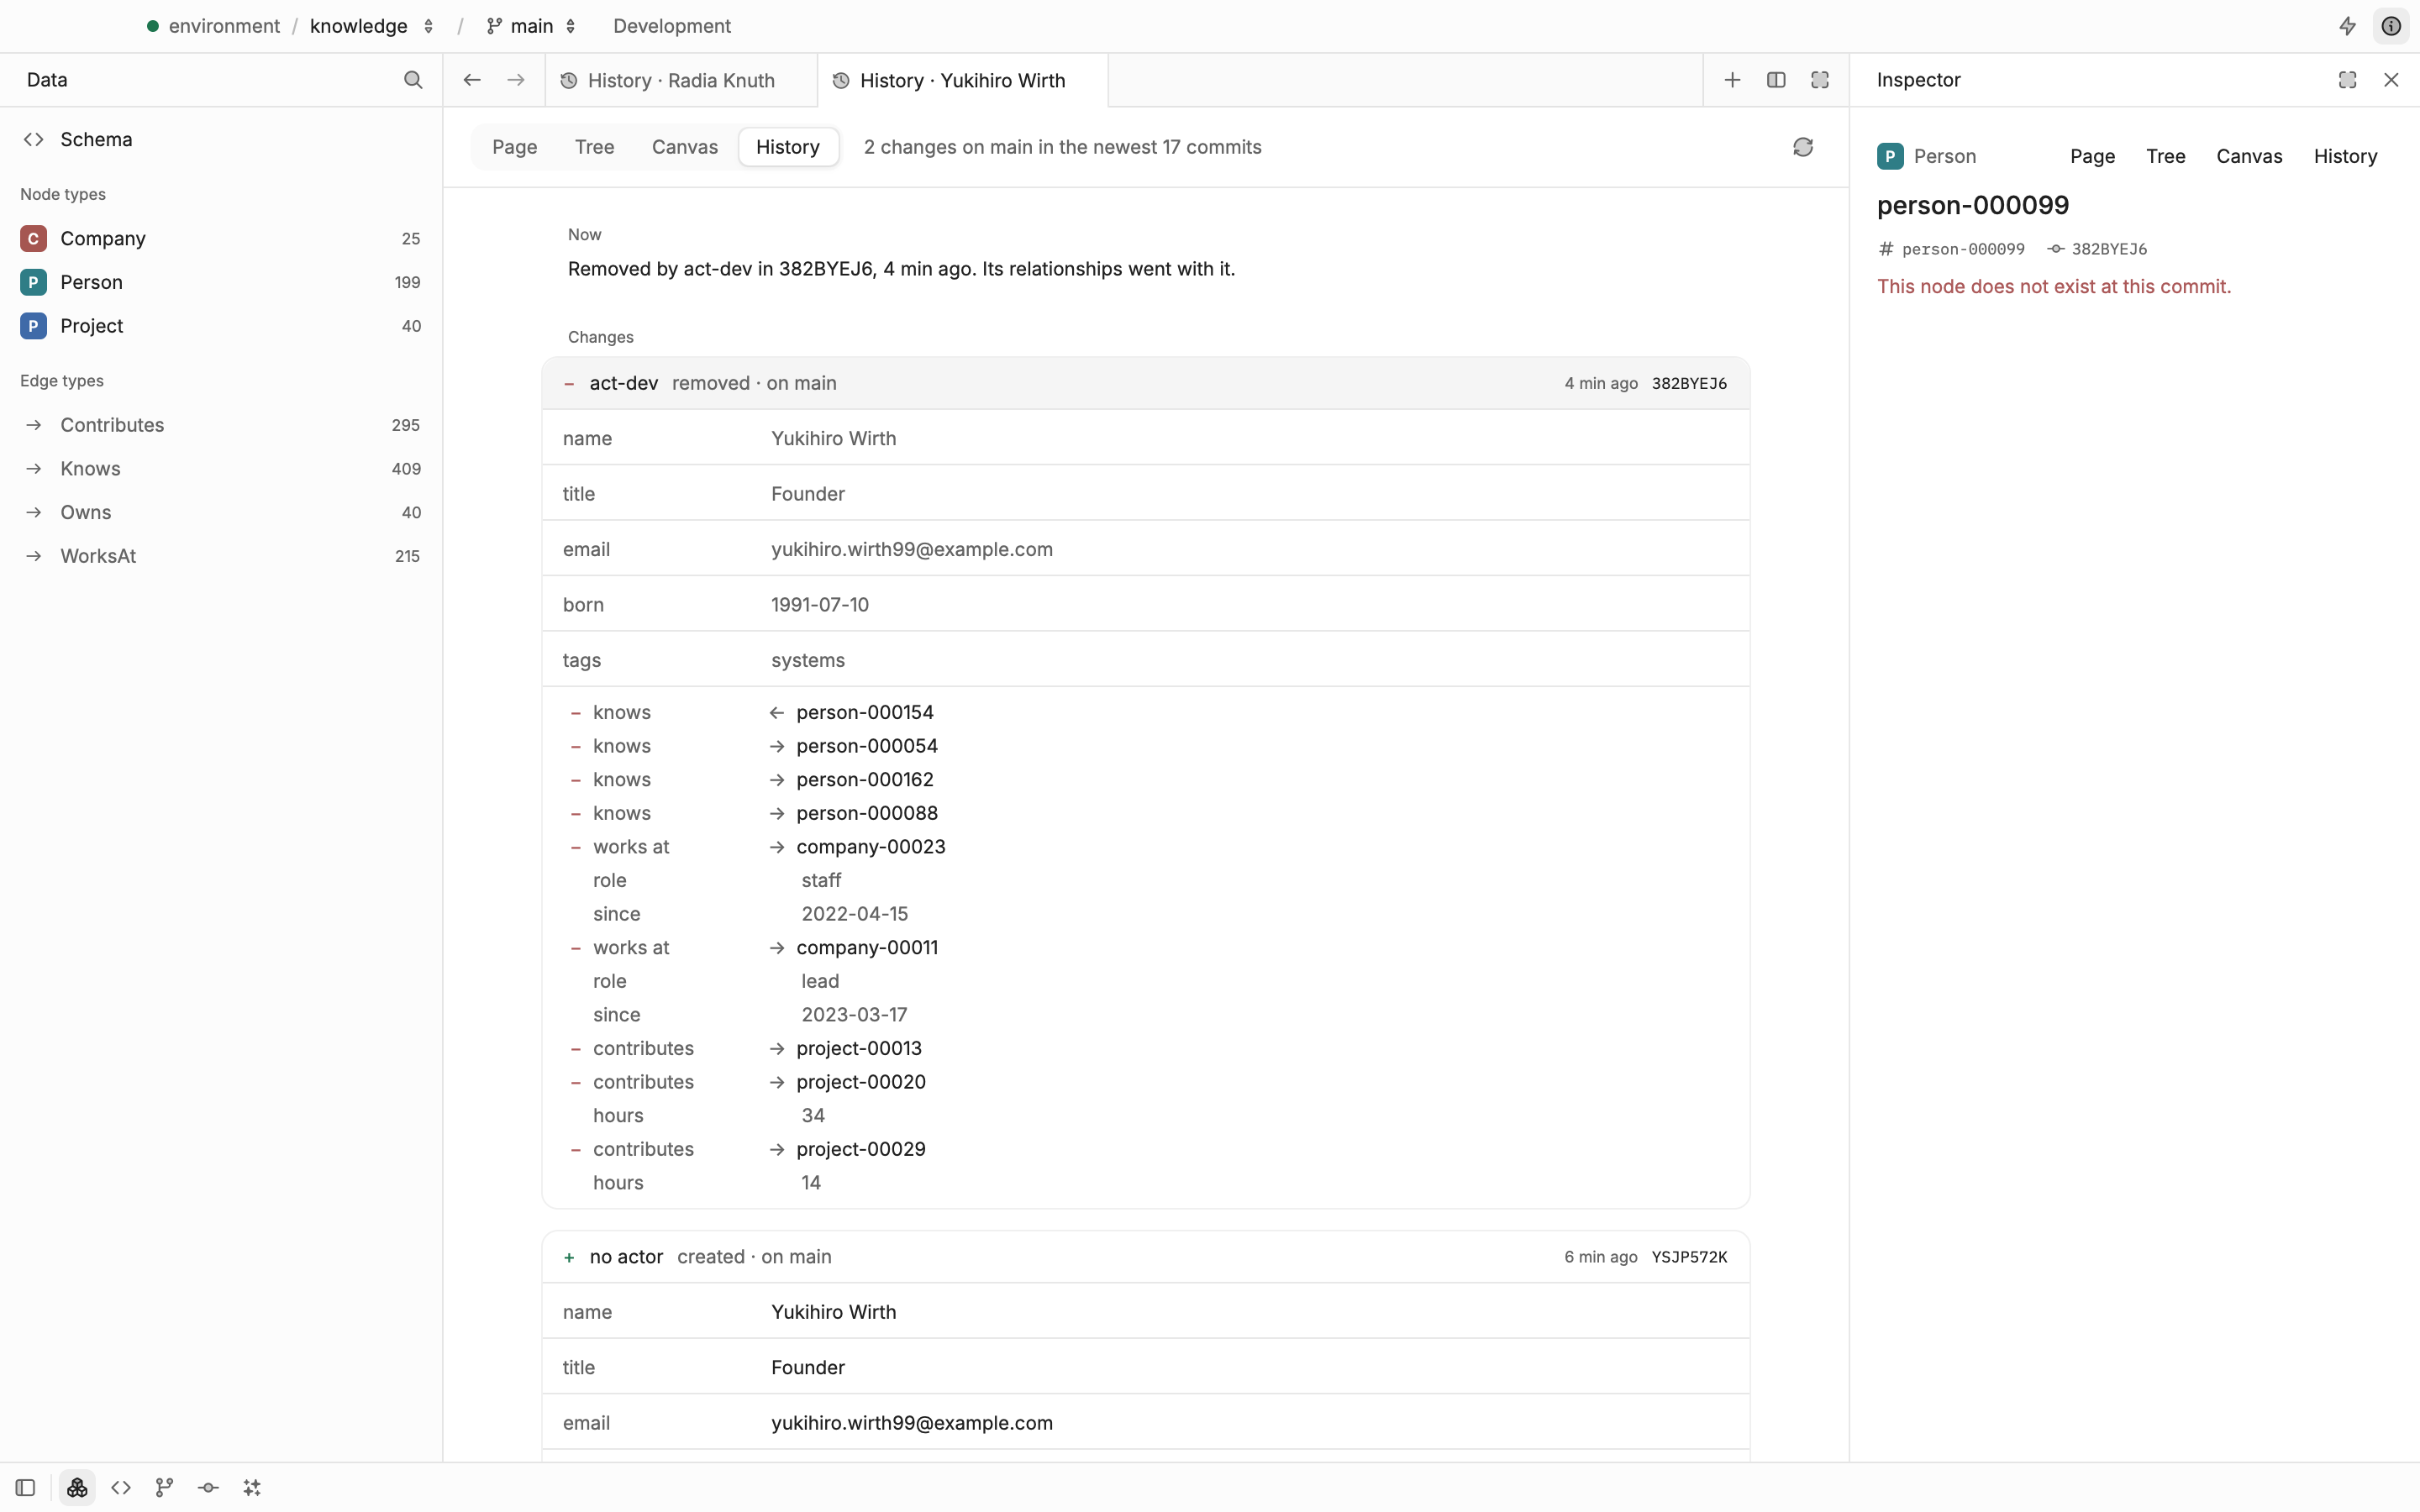 environment / knowledge / main Development
Data
Schema
Node types
C Company 25
P Person 199
P Project 40
Edge types
Contributes 295
Knows 409
Owns 40
WorksAt 215
History · Radia Knuth
History · Yukihiro Wirth
Page Tree Canvas History 2 changes on main in the newest 17 commits
Now
Removed by act-dev in 382BYEJ6, 4 min ago. Its relationships went with it.
Changes
− act-dev removed · on main 4 min ago 382BYEJ6
name Yukihiro Wirth
title Founder
email yukihiro.wirth99@example.com
born 1991-07-10
tags systems
− knows ← person-000154
− knows → person-000054
− knows → person-000162
− knows → person-000088
− works at → company-00023
role staff
since 2022-04-15
− works at → company-00011
role lead
since 2023-03-17
− contributes → project-00013
− contributes → project-00020
hours 34
− contributes → project-00029
hours 14
+ no actor created · on main 6 min ago YSJP572K
name Yukihiro Wirth
title Founder
email yukihiro.wirth99@example.com
Inspector
P Person Page Tree Canvas History
person-000099
# person-000099 382BYEJ6
This node does not exist at this commit.